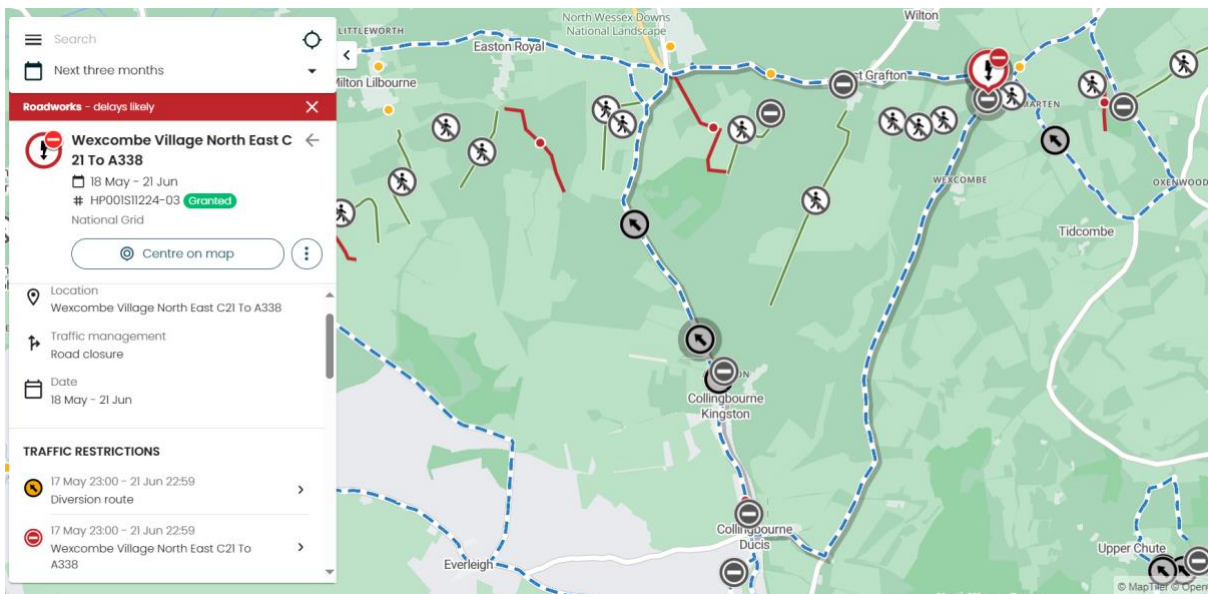 Search
Next three months
Roadworks - delays likely
Wexcombe Village North East C
21 To A338
18 May - 21 Jun
# HP001S11224-03 Granted
National Grid
Centre on map
Location
Wexcombe Village North East C21 To A338
Traffic management
Road closure
Date
18 May - 21 Jun
TRAFFIC RESTRICTIONS
17 May 23:00 - 21 Jun 22:59
Diversion route
17 May 23:00 - 21 Jun 22:59
Wexcombe Village North East C21 To
A338
LITTLEWORTH
Easton Royal
North Wessex Downs
National Landscape
Wilton
Milton Lilbourne
st Grafton
MARTEN
WEXCOMBE
OXENWOOD
Tidcombe
ON
Collingbourne
Kingston
Collingbourne
Ducis
Everleigh
Upper Chute
© MapTiler © Open